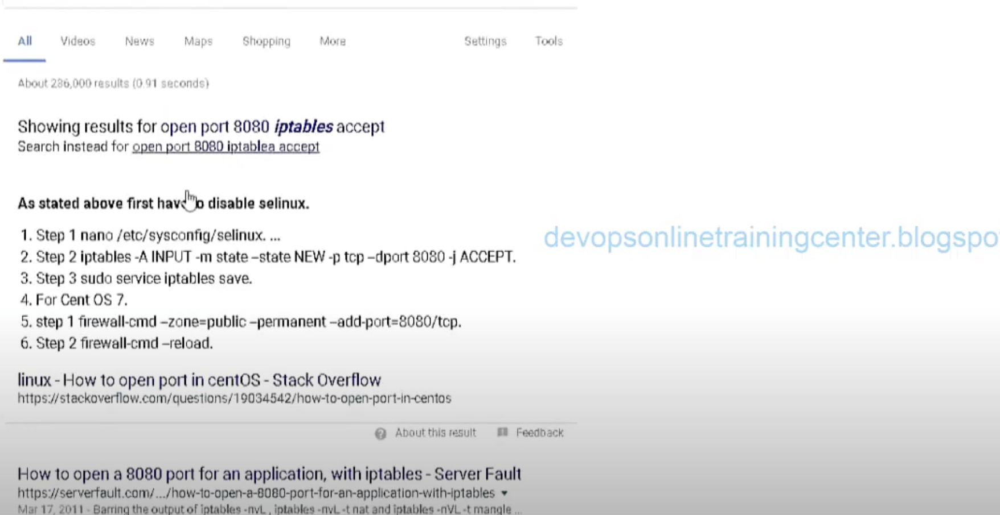 All Videos News Maps Shopping More Settings Tools
About 286,000 results (0.91 seconds)
Showing results for open port 8080 iptables accept
Search instead for open port 8080 iptablea accept
As stated above first have to disable selinux.
1. Step 1 nano /etc/sysconfig/selinux. ...
2. Step 2 iptables -A INPUT -m state –state NEW -p tcp –dport 8080 -j ACCEPT.
3. Step 3 sudo service iptables save.
4. For Cent OS 7.
5. step 1 firewall-cmd –zone=public –permanent –add-port=8080/tcp.
6. Step 2 firewall-cmd –reload.
devopsonlinetrainingcenter.blogspo
linux - How to open port in centOS - Stack Overflow
https://stackoverflow.com/questions/19034542/how-to-open-port-in-centos
About this result Feedback
How to open a 8080 port for an application, with iptables - Server Fault
https://serverfault.com/.../how-to-open-a-8080-port-for-an-application-with-iptables
Mar 17, 2011 - Barring the output of iptables -nvL , iptables -nvL -t nat and iptables -nVL -t mangle ...